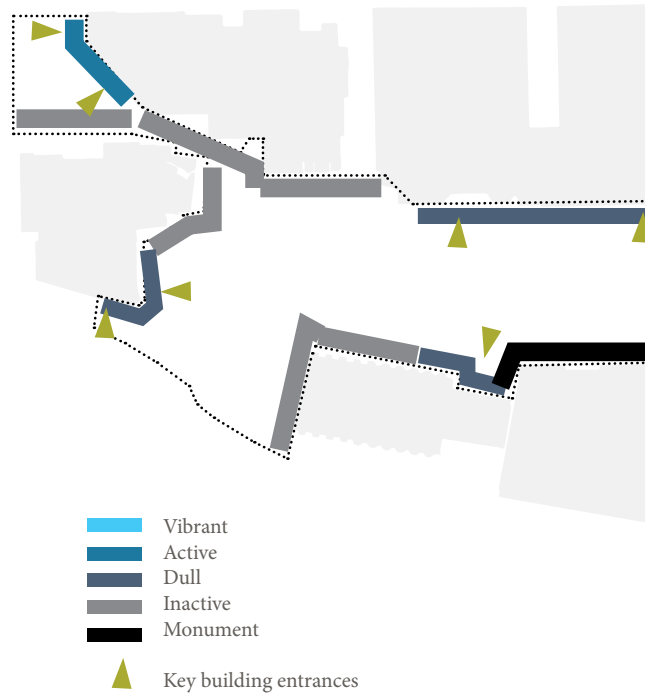 Vibrant
Active
Dull
Inactive
Monument
Key building entrances